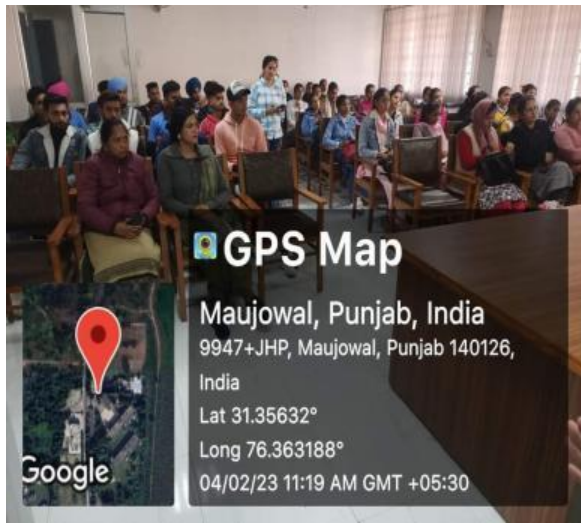 GPS Map
Maujowal, Punjab, India
9947+JHP, Maujowal, Punjab 140126,
India
Lat 31.35632°
Long 76.363188°
04/02/23 11:19 AM GMT +05:30
Google